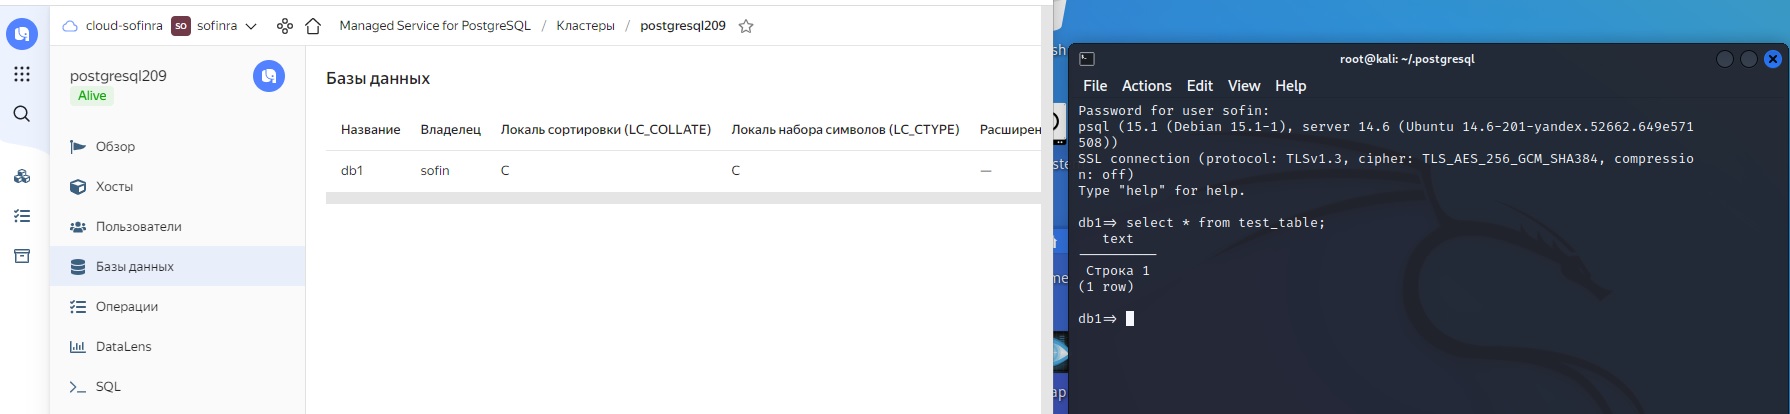 cloud-sofinra SO sofinra Managed Service for PostgreSQL / Кластеры / postgresql209
postgresql209
Alive
Обзор
Хосты
Пользователи
Базы данных
Операции
DataLens
SQL
Базы данных
Название Владелец Локаль сортировки (LC_COLLATE) Локаль набора символов (LC_CTYPE) Расширен
db1 sofin C C —
sh
ste
me
ap
root@kali: ~/.postgresql
File Actions Edit View Help
Password for user sofin:
psql (15.1 (Debian 15.1-1), server 14.6 (Ubuntu 14.6-201-yandex.52662.649e571
508))
SSL connection (protocol: TLSv1.3, cipher: TLS_AES_256_GCM_SHA384, compressio
n: off)
Type "help" for help.
db1=> select * from test_table;
text
----------
Строка 1
(1 row)
db1=>